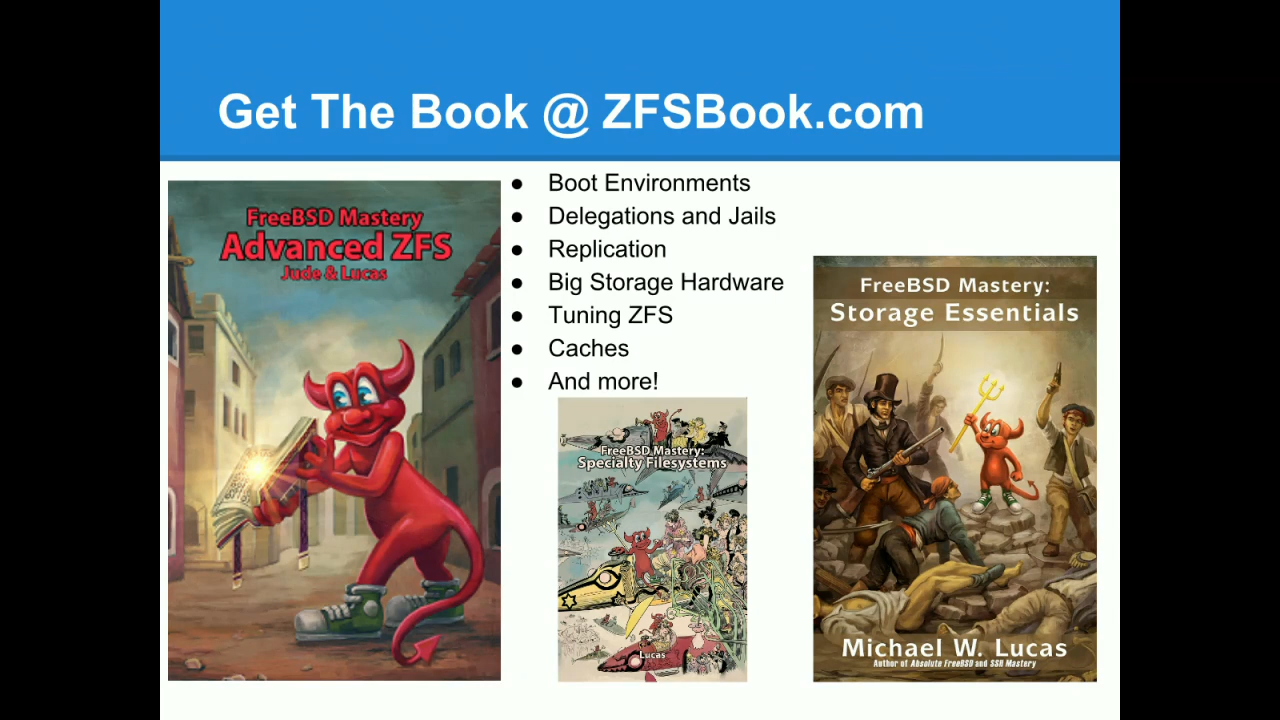 Get The Book @ ZFSBook.com
FreeBSD Mastery
Advanced ZFS
Jude & Lucas
● Boot Environments
● Delegations and Jails
● Replication
● Big Storage Hardware
● Tuning ZFS
● Caches
● And more!
FreeBSD Mastery:
Specialty Filesystems
Lucas
FreeBSD Mastery:
Storage Essentials
Michael W. Lucas
Author of Absolute FreeBSD and SSH Mastery